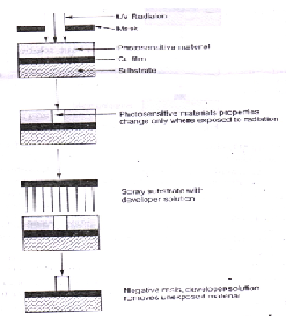 U.V. Radiation
Mask
Photosensitive material
film
Substrate
Photosensitive materials properties
change only where exposed to radiation
Spray substrate with
developer solution
Negative resist, developer solution
removes unexposed material